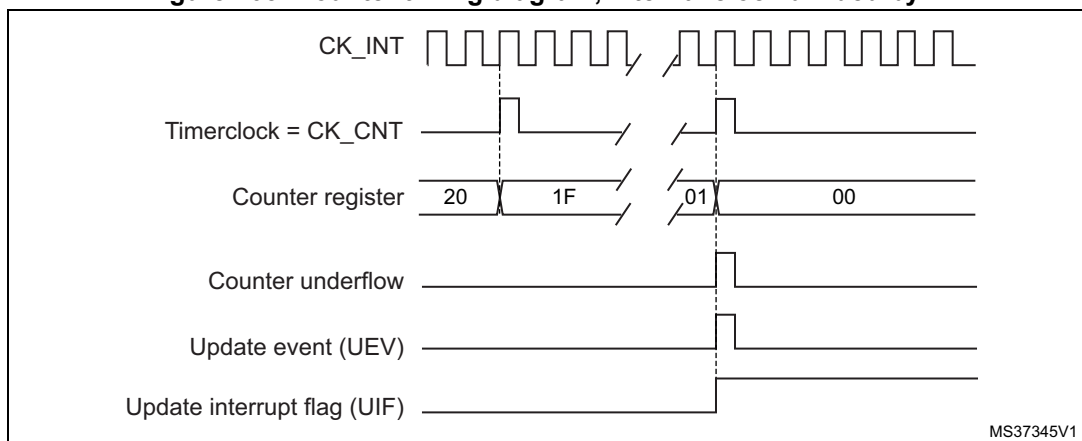 CK_INT
Timerclock = CK_CNT
Counter register 20 1F 01 00
Counter underflow
Update event (UEV)
Update interrupt flag (UIF)
MS37345V1